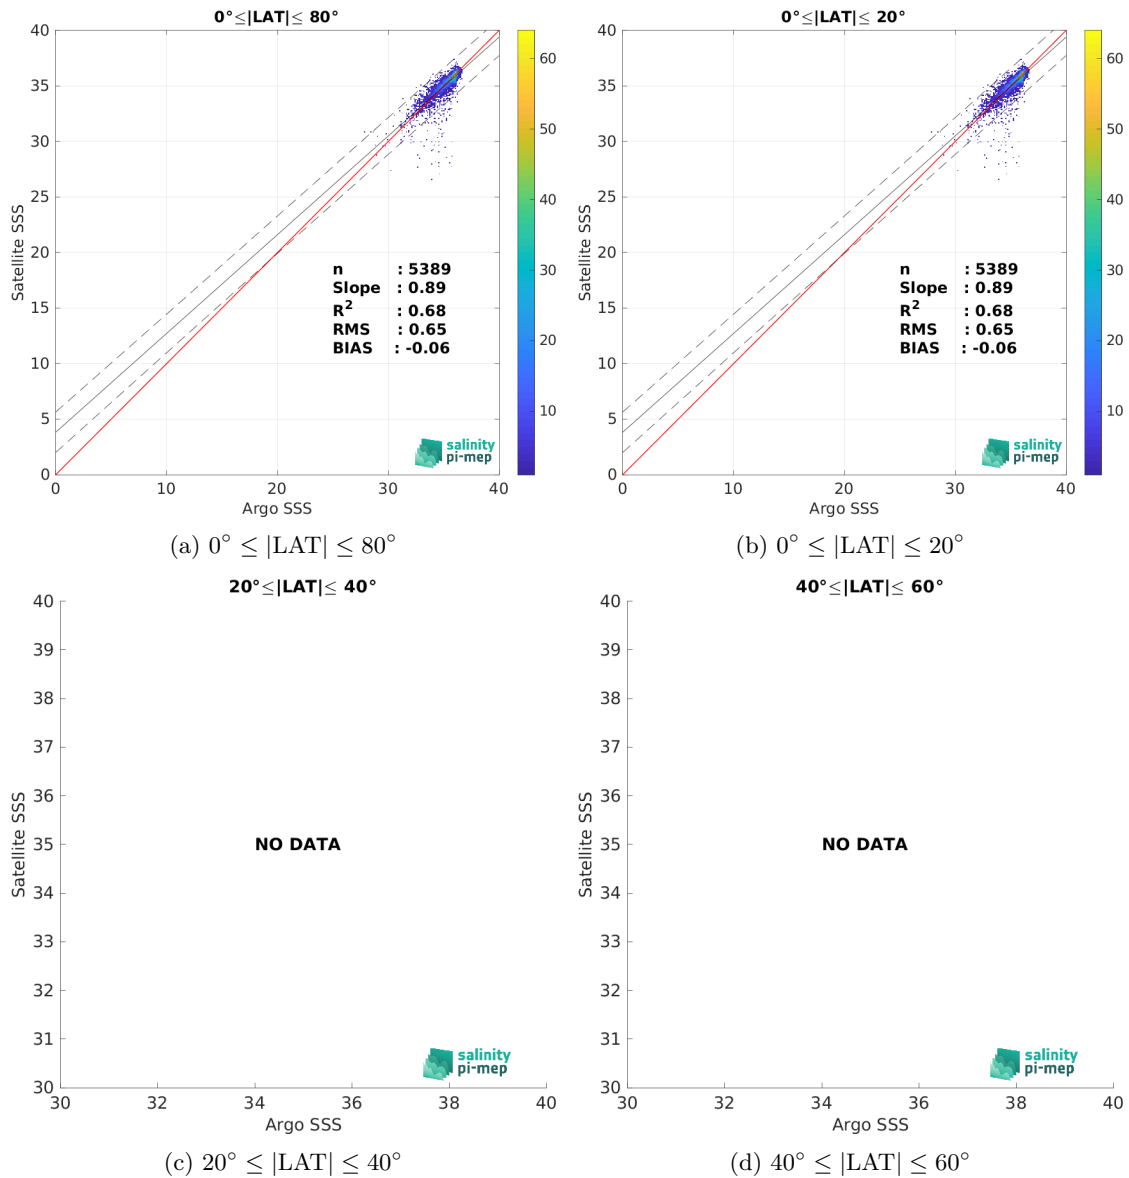 0°≤|LAT|≤ 80°
40
35
30
25
20
15
10
5
0
Satellite SSS
n : 5389
Slope : 0.89
R² : 0.68
RMS : 0.65
BIAS : -0.06
salinity
pi-mep
0 10 20 30 40
Argo SSS
60
50
40
30
20
10
(a) 0° ≤ |LAT| ≤ 80°
0°≤|LAT|≤ 20°
40
35
30
25
20
15
10
5
0
Satellite SSS
n : 5389
Slope : 0.89
R² : 0.68
RMS : 0.65
BIAS : -0.06
salinity
pi-mep
0 10 20 30 40
Argo SSS
60
50
40
30
20
10
(b) 0° ≤ |LAT| ≤ 20°
20°≤|LAT|≤ 40°
40
39
38
37
36
35
34
33
32
31
30
Satellite SSS
NO DATA
salinity
pi-mep
30 32 34 36 38 40
Argo SSS
(c) 20° ≤ |LAT| ≤ 40°
40°≤|LAT|≤ 60°
40
39
38
37
36
35
34
33
32
31
30
Satellite SSS
NO DATA
salinity
pi-mep
30 32 34 36 38 40
Argo SSS
(d) 40° ≤ |LAT| ≤ 60°